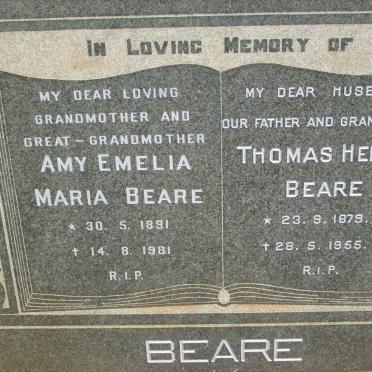 IN LOVING MEMORY OF
MY DEAR LOVING
GRANDMOTHER AND
GREAT-GRANDMOTHER
AMY EMELIA
MARIA BEARE
* 30. 5. 1891
† 14. 8. 1981
R.I.P.
MY DEAR
OUR FATHER AND
THOMAS
BEARE
* 23. 9. 1879.
† 28. 5. 1955.
R.I.P.
BEARE